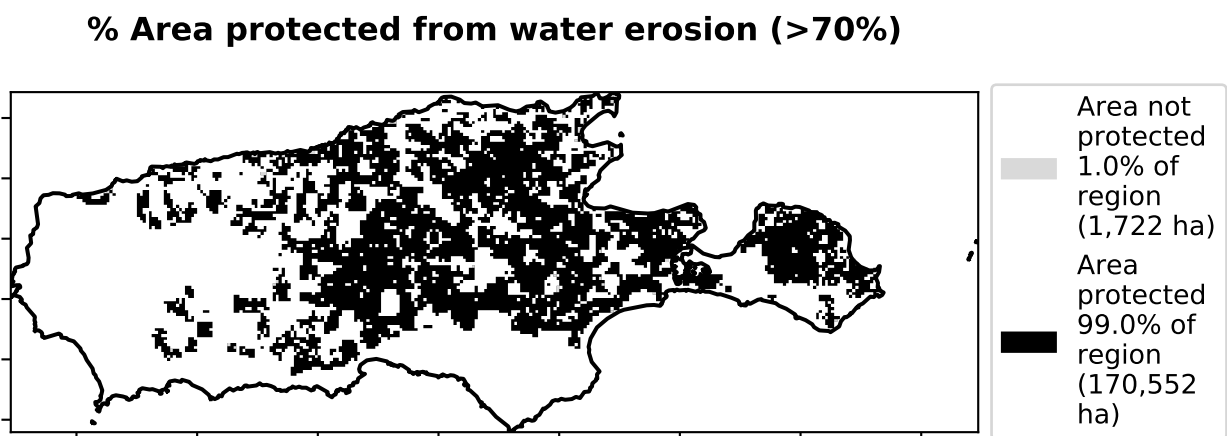 % Area protected from water erosion (>70%)
Area not
protected
1.0% of
region
(1,722 ha)
Area
protected
99.0% of
region
(170,552
ha)